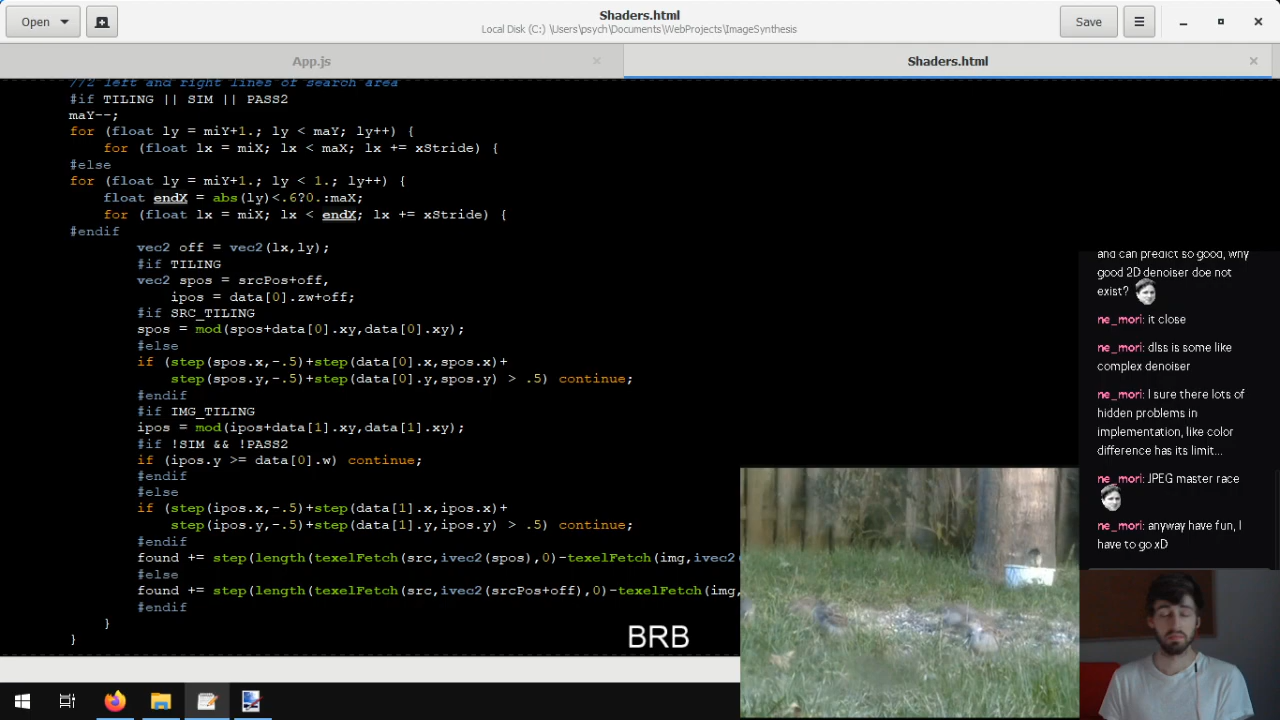 Open
Shaders.html
Local Disk (C:) \Users\psych\Documents\WebProjects\ImageSynthesis
Save
App.js
Shaders.html
//2 left and right lines of search area
#if TILING || SIM || PASS2
maY--;
for (float ly = miY+1.; ly < maY; ly++) {
for (float lx = miX; lx < maX; lx += xStride) {
#else
for (float ly = miY+1.; ly < 1.; ly++) {
float endX = abs(ly)<.6?0.:maX;
for (float lx = miX; lx < endX; lx += xStride) {
#endif
vec2 off = vec2(lx,ly);
#if TILING
vec2 spos = srcPos+off,
ipos = data[0].zw+off;
#if SRC_TILING
spos = mod(spos+data[0].xy,data[0].xy);
#else
if (step(spos.x,-.5)+step(data[0].x,spos.x)+
step(spos.y,-.5)+step(data[0].y,spos.y) > .5) continue;
#endif
#if IMG_TILING
ipos = mod(ipos+data[1].xy,data[1].xy);
#if !SIM && !PASS2
if (ipos.y >= data[0].w) continue;
#endif
#else
if (step(ipos.x,-.5)+step(data[1].x,ipos.x)+
step(ipos.y,-.5)+step(data[1].y,ipos.y) > .5) continue;
#endif
found += step(length(texelFetch(src,ivec2(spos),0)-texelFetch(img,ivec2
#else
found += step(length(texelFetch(src,ivec2(srcPos+off),0)-texelFetch(img,
#endif
}
}
BRB
and can predict so good, why
good 2D denoiser doe not
exist?
ne_mori: it close
ne_mori: dlss is some like
complex denoiser
ne_mori: I sure there lots of
hidden problems in
implementation, like color
difference has its limit...
ne_mori: JPEG master race
ne_mori: anyway have fun, I
have to go xD